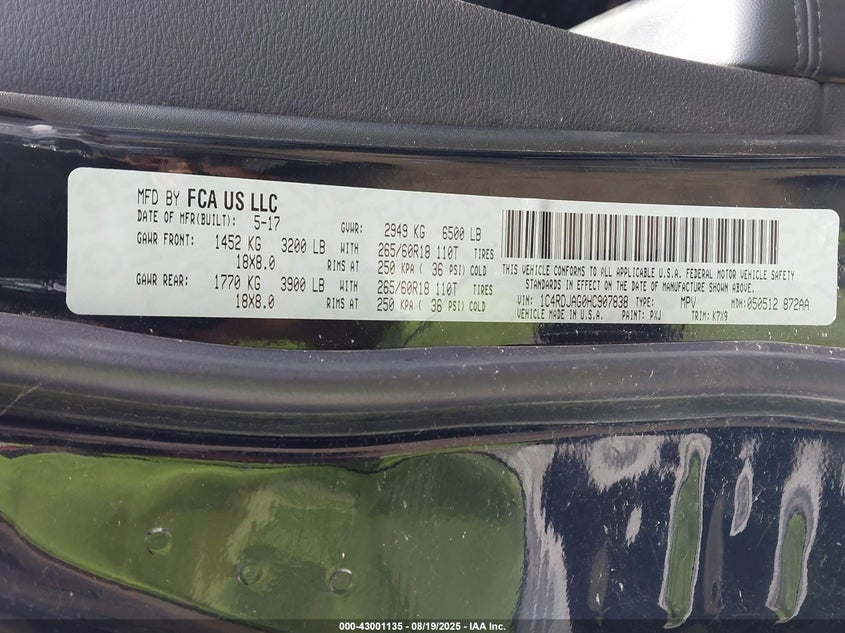 MFD BY FCA US LLC
DATE OF MFR(BUILT): 5-17 GVWR: 2949 KG 6500 LB
GAWR FRONT: 1452 KG 3200 LB WITH 265/60R18 110T TIRES
18X8.0 RIMS AT 250 KPA ( 36 PSI) COLD
GAWR REAR: 1770 KG 3900 LB WITH 265/60R18 110T TIRES
18X8.0 RIMS AT 250 KPA ( 36 PSI) COLD
THIS VEHICLE CONFORMS TO ALL APPLICABLE U.S.A. FEDERAL MOTOR VEHICLE SAFETY
STANDARDS IN EFFECT ON THE DATE OF MANUFACTURE SHOWN ABOVE.
VIN: 1C4RDJAG0HC907838 TYPE: MPV MDH: 050512 872AA
VEHICLE MADE IN U.S.A. PAINT: PXJ TRIM: K7X9
000-43001135 - 08/19/2025 - IAA Inc.